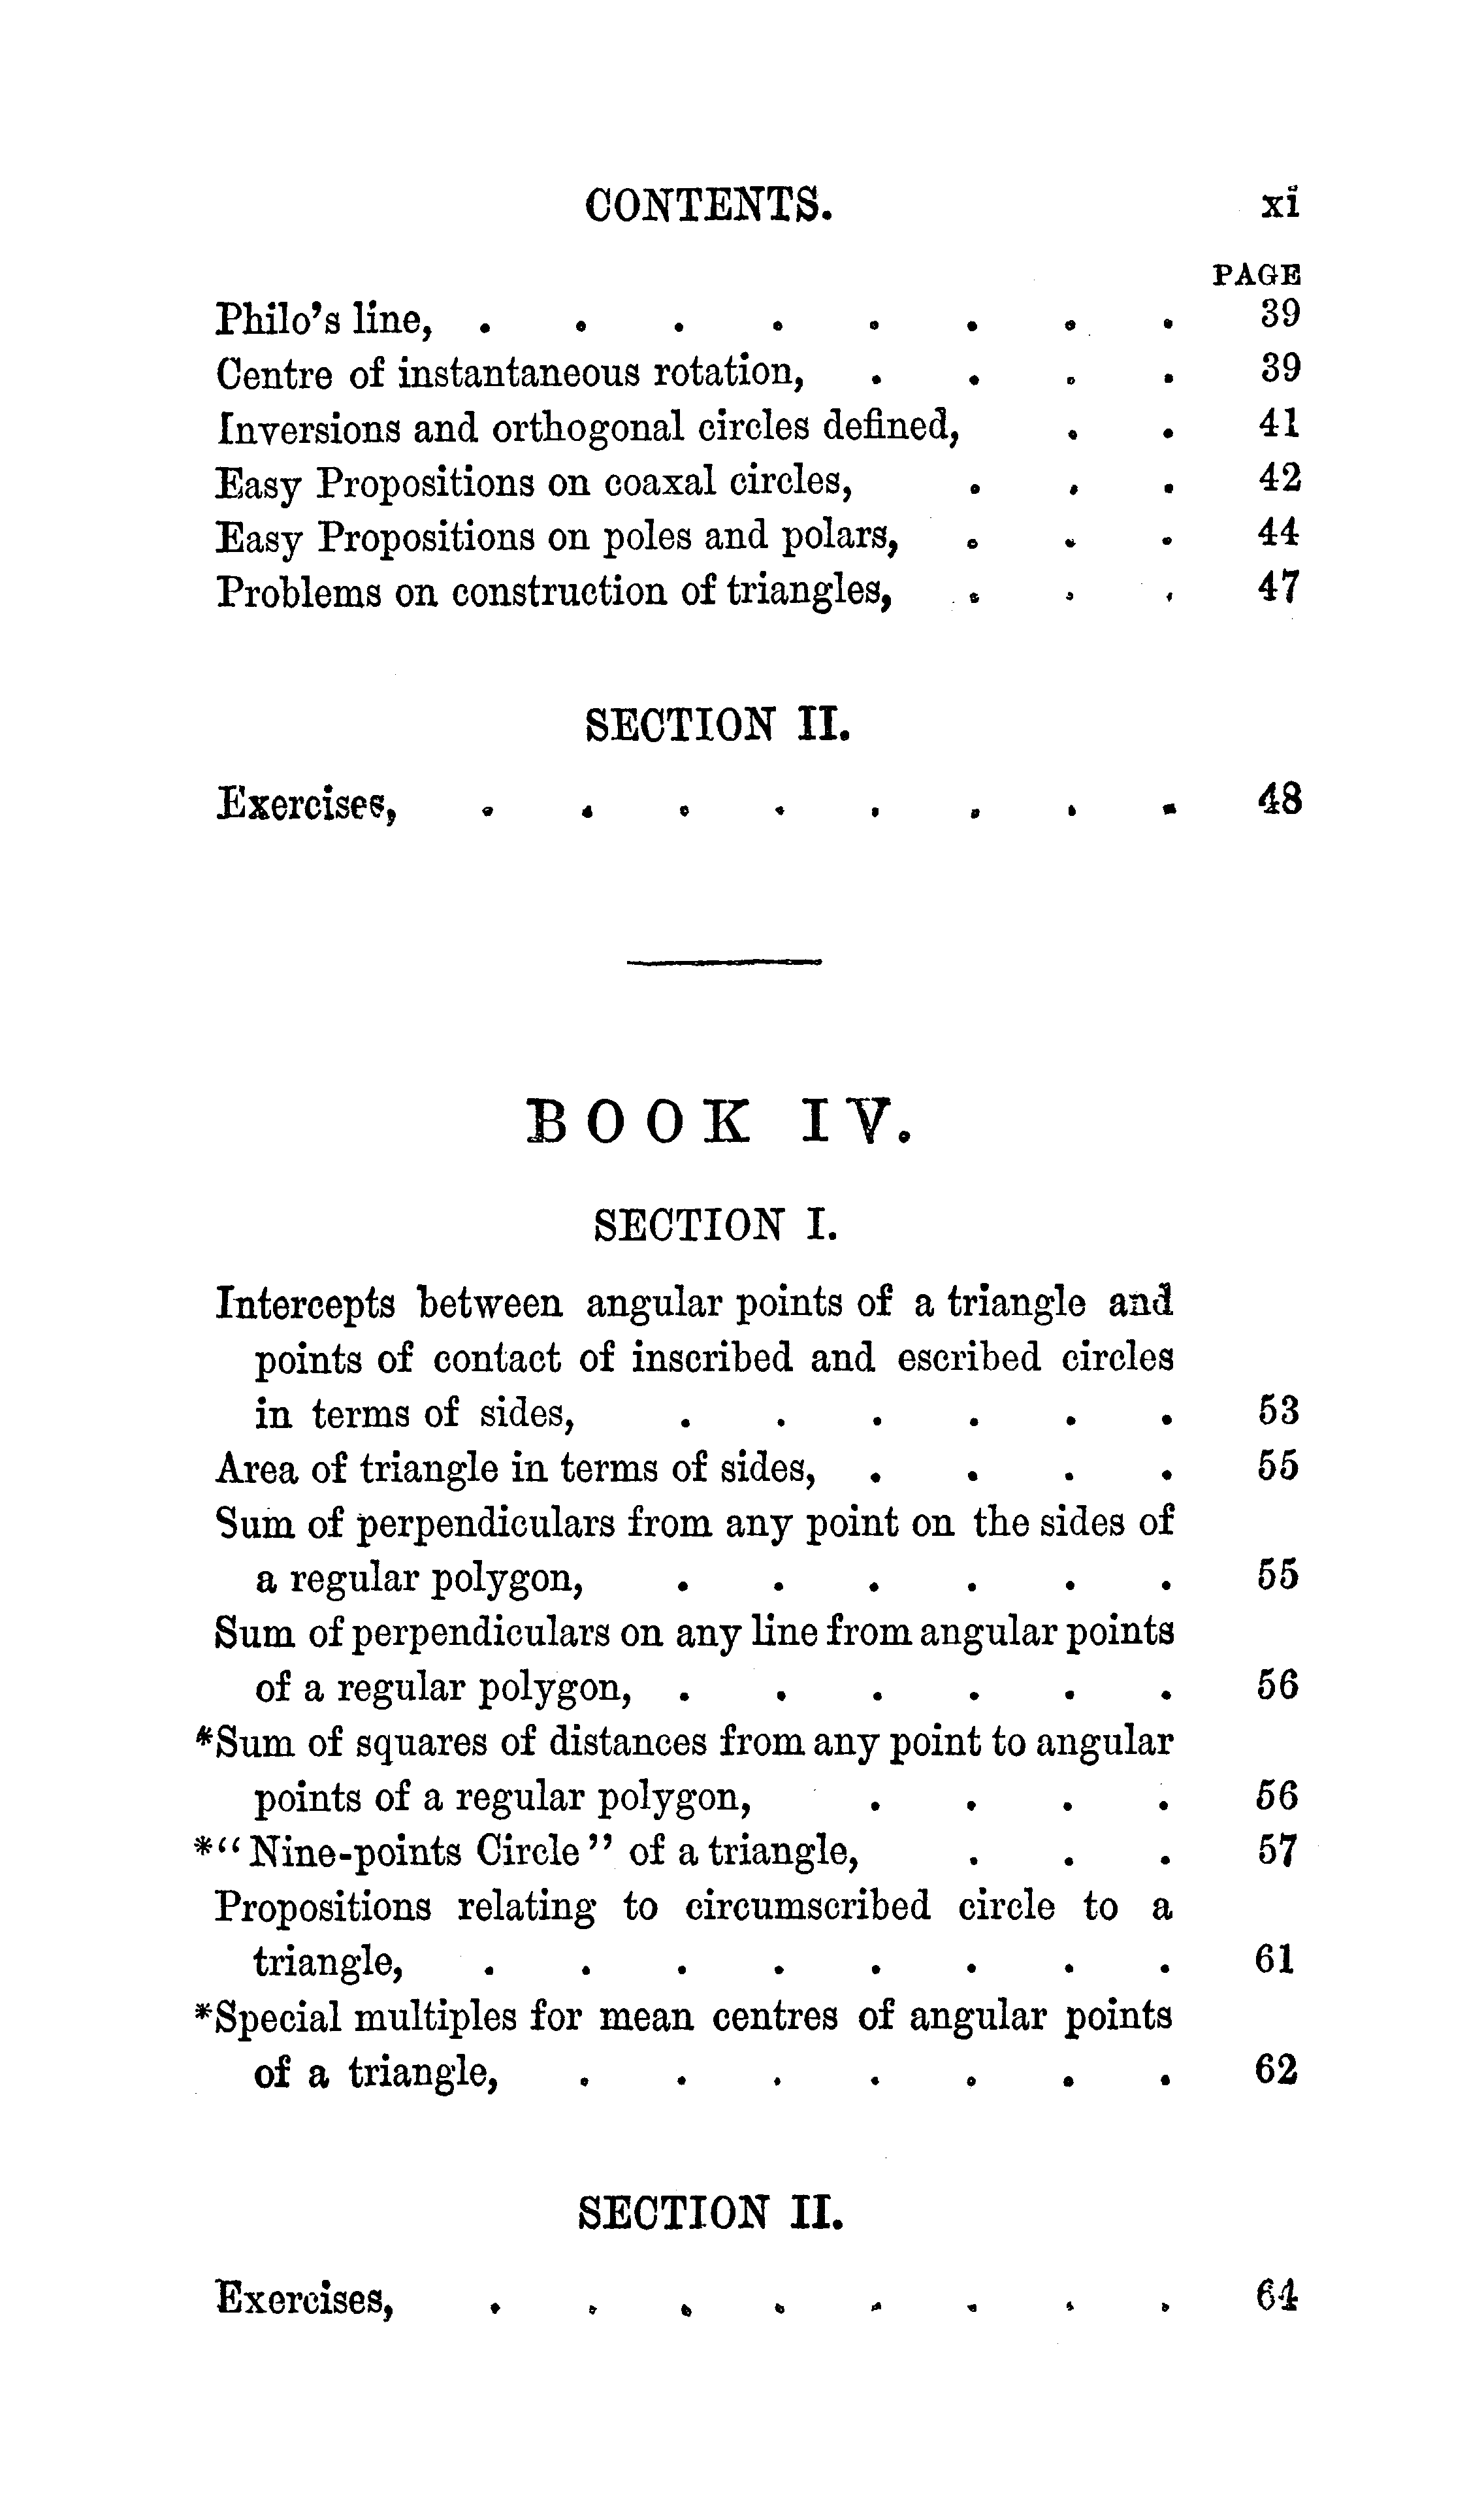 CONTENTS. xi
PAGE
Philo's line, . . . . . . . . 39
Centre of instantaneous rotation, . . . . 39
Inversions and orthogonal circles defined, . . 41
Easy Propositions on coaxal circles, . . . 42
Easy Propositions on poles and polars, . . . 44
Problems on construction of triangles, . . . 47
SECTION II.
Exercises, . . . . . . . . 48
BOOK IV.
SECTION I.
Intercepts between angular points of a triangle and
points of contact of inscribed and escribed circles
in terms of sides, . . . . . . 53
Area of triangle in terms of sides, . . . . 55
Sum of perpendiculars from any point on the sides of
a regular polygon, . . . . . . 55
Sum of perpendiculars on any line from angular points
of a regular polygon, . . . . . . 56
*Sum of squares of distances from any point to angular
points of a regular polygon, . . . . 56
*“Nine-points Circle” of a triangle, . . . 57
Propositions relating to circumscribed circle to a
triangle, . . . . . . . . 61
*Special multiples for mean centres of angular points
of a triangle, . . . . . . . 62
SECTION II.
Exercises, . . . . . . . . 64